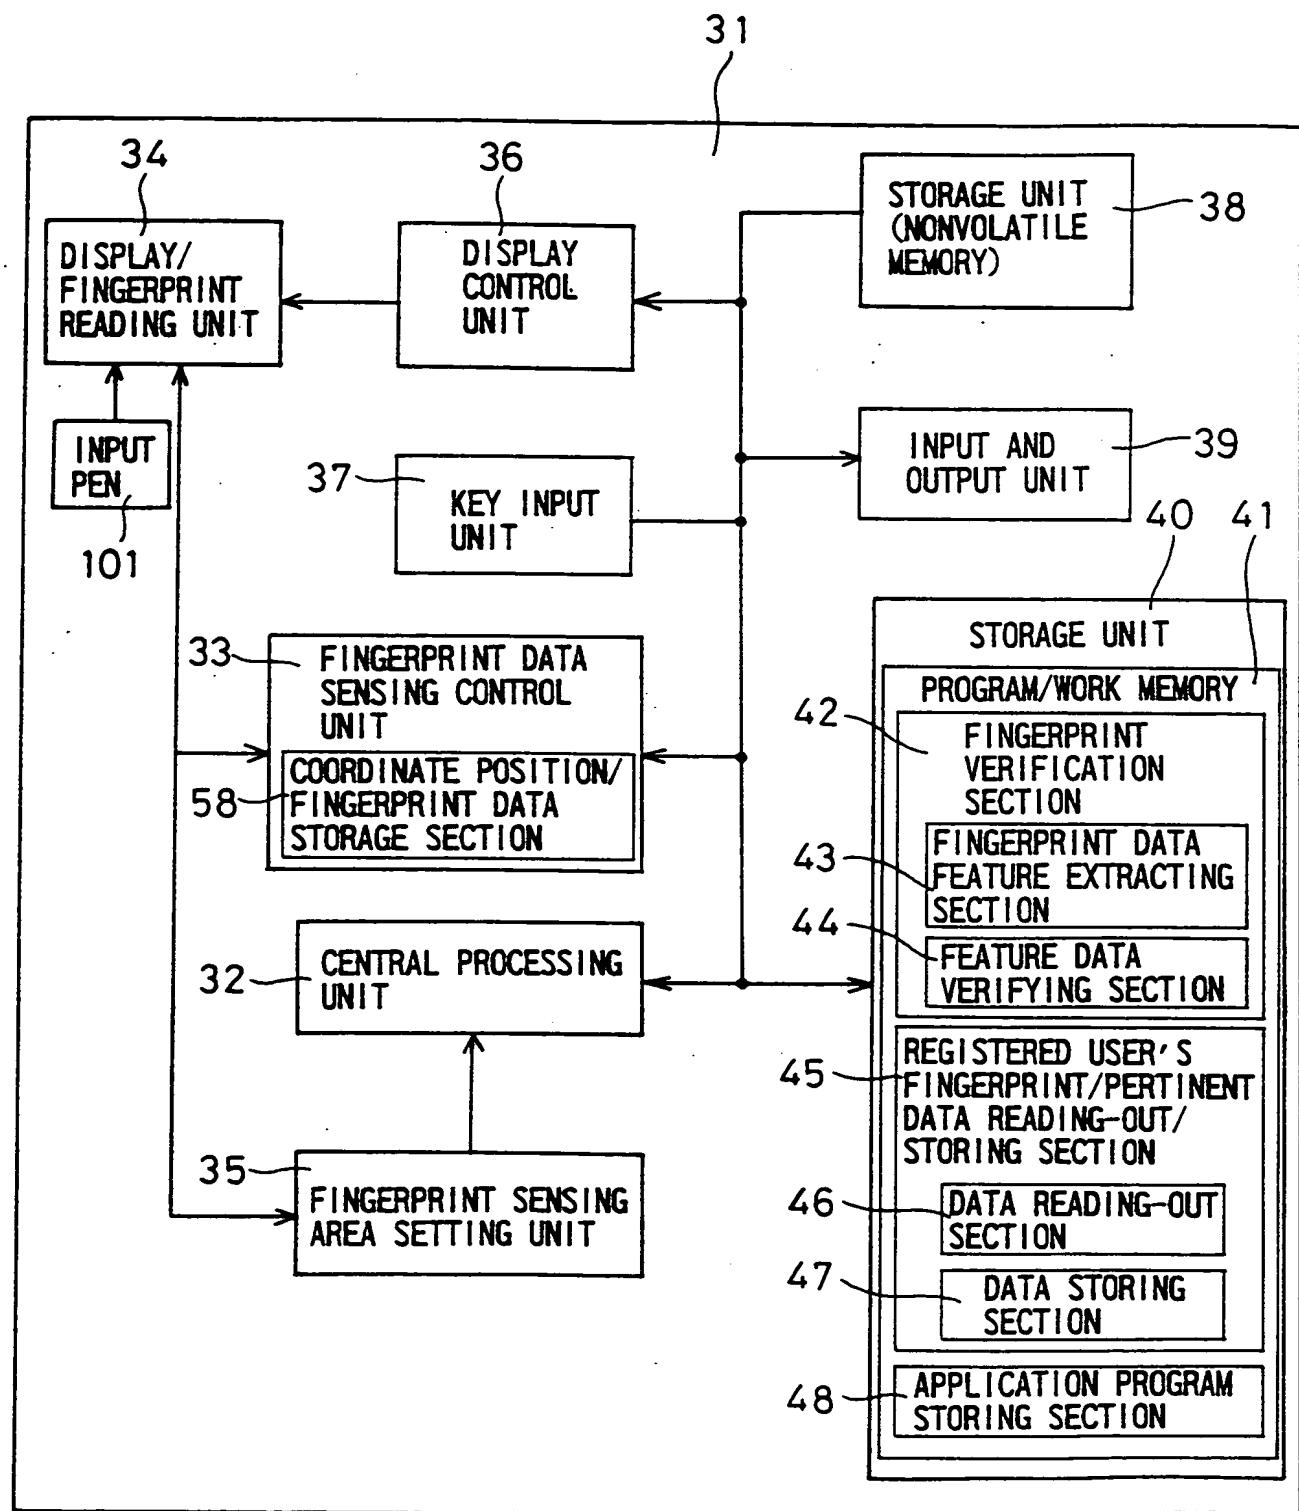 31
34
DISPLAY/
FINGERPRINT
READING UNIT
36
DISPLAY
CONTROL
UNIT
STORAGE UNIT
(NONVOLATILE
MEMORY)
38
INPUT
PEN
101
37
KEY INPUT
UNIT
INPUT AND
OUTPUT UNIT
39
33
FINGERPRINT DATA
SENSING CONTROL
UNIT
58
COORDINATE POSITION/
FINGERPRINT DATA
STORAGE SECTION
32
CENTRAL PROCESSING
UNIT
35
FINGERPRINT SENSING
AREA SETTING UNIT
40
41
STORAGE UNIT
PROGRAM/WORK MEMORY
42
FINGERPRINT
VERIFICATION
SECTION
43
FINGERPRINT DATA
FEATURE EXTRACTING
SECTION
44
FEATURE DATA
VERIFYING SECTION
45
REGISTERED USER'S
FINGERPRINT/PERTINENT
DATA READING-OUT/
STORING SECTION
46
DATA READING-OUT
SECTION
47
DATA STORING
SECTION
48
APPLICATION PROGRAM
STORING SECTION